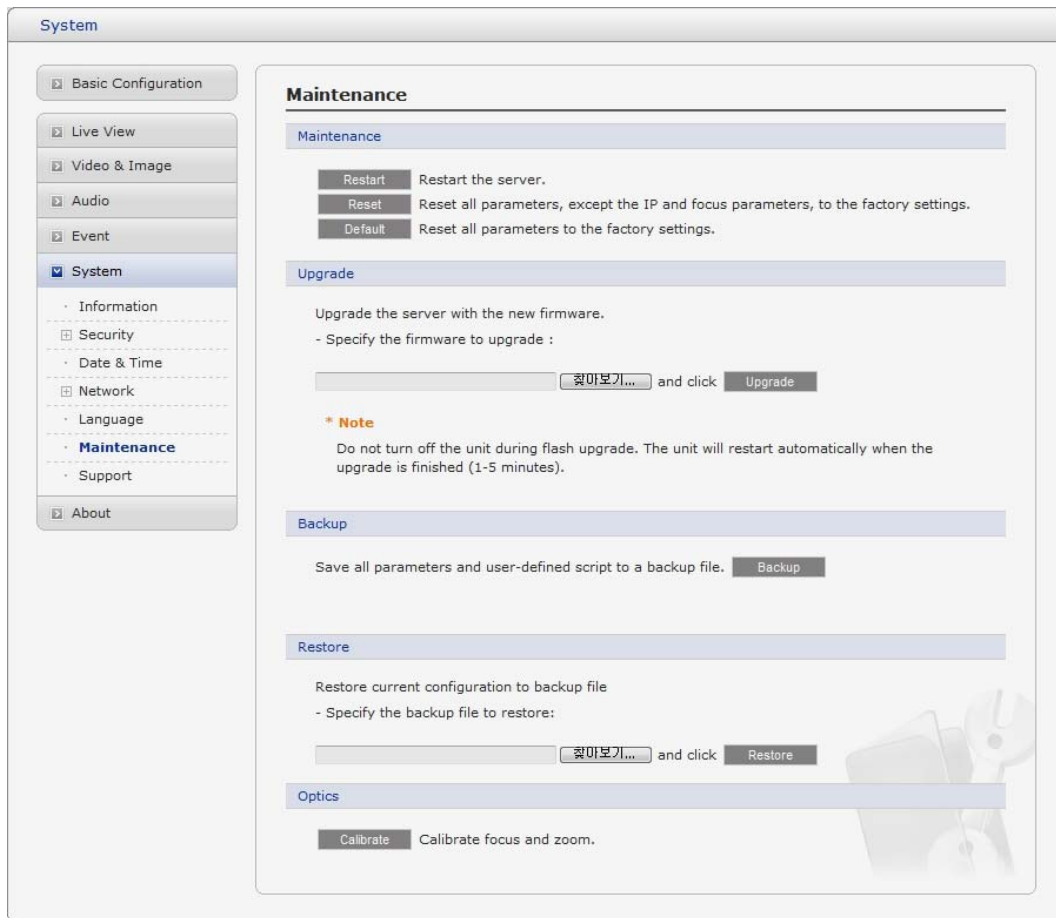 System
Basic Configuration
Live View
Video & Image
Audio
Event
System
· Information
Security
· Date & Time
Network
· Language
· Maintenance
· Support
About
Maintenance
Maintenance
Restart Restart the server.
Reset Reset all parameters, except the IP and focus parameters, to the factory settings.
Default Reset all parameters to the factory settings.
Upgrade
Upgrade the server with the new firmware.
- Specify the firmware to upgrade :
찾아보기... and click Upgrade
* Note
Do not turn off the unit during flash upgrade. The unit will restart automatically when the
upgrade is finished (1-5 minutes).
Backup
Save all parameters and user-defined script to a backup file. Backup
Restore
Restore current configuration to backup file
- Specify the backup file to restore:
찾아보기... and click Restore
Optics
Calibrate Calibrate focus and zoom.